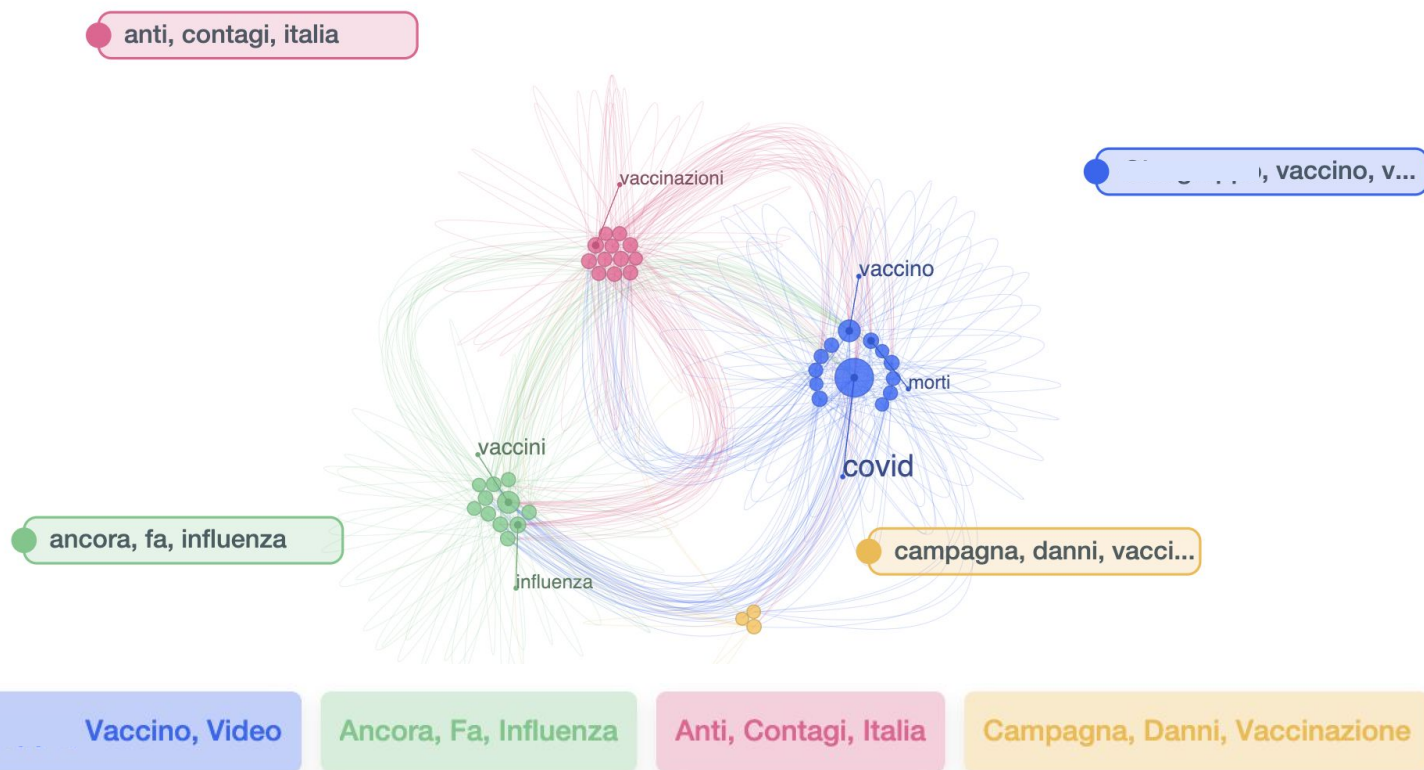 anti, contagi, italia
, vaccino, v...
vaccinazioni
vaccino
morti
vaccini
covid
ancora, fa, influenza
campagna, danni, vacci...
influenza
Vaccino, Video
Ancora, Fa, Influenza
Anti, Contagi, Italia
Campagna, Danni, Vaccinazione